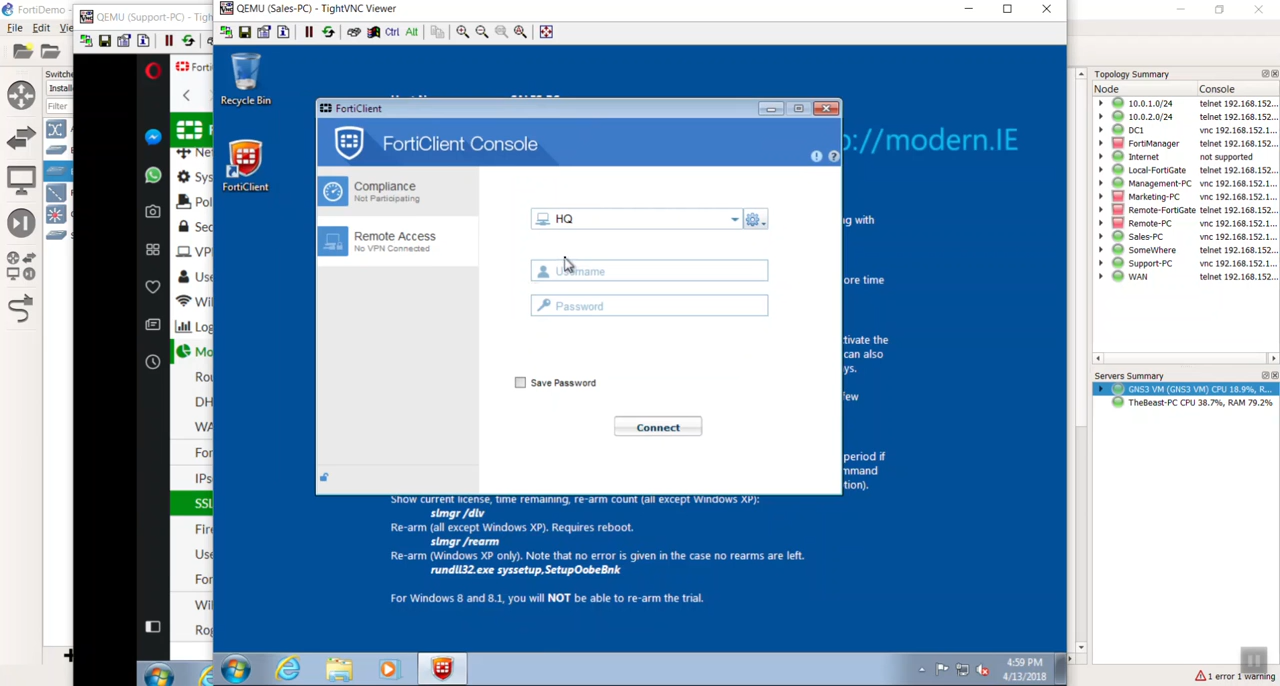 FortiDemo
File Edit
QEMU (Support-PC)
QEMU (Sales-PC) - TightVNC Viewer
Ctrl Alt
Recycle Bin
FortiClient
p://modern.IE
FortiClient
FortiClient Console
Compliance
Not Participating
Remote Access
No VPN Connected
HQ
Username
Password
Save Password
Connect
ng with
ore time
ctivate the
can also
ys.
few
period if
mmand
tion).
Show current license, time remaining, re-arm count (all except Windows XP):
slmgr /dlv
Re-arm (all except Windows XP). Requires reboot.
slmgr /rearm
Re-arm (Windows XP only). Note that no error is given in the case no rearms are left.
rundll32.exe syssetup,SetupOobeBnk
For Windows 8 and 8.1, you will NOT be able to re-arm the trial.
4:59 PM
4/13/2018
Switche
Instal
Filter
Forti
Net
Sys
Pol
Sec
VPI
Use
Wi
Log
Mo
Rou
DH
WA
For
IPs
SSL
Fire
Use
For
Wi
Rog
Topology Summary
Node Console
10.0.1.0/24 telnet 192.168.152...
10.0.2.0/24 telnet 192.168.152...
DC1 vnc 192.168.152.1...
FortiManager telnet 192.168.152...
Internet not supported
Local-FortiGate telnet 192.168.152...
Management-PC vnc 192.168.152.1...
Marketing-PC vnc 192.168.152.1...
Remote-FortiGate telnet 192.168.152...
Remote-PC vnc 192.168.152.1...
Sales-PC vnc 192.168.152.1...
SomeWhere telnet 192.168.152...
Support-PC vnc 192.168.152.1...
WAN telnet 192.168.152...
Servers Summary
GNS3 VM (GNS3 VM) CPU 18.9%, R...
TheBeast-PC CPU 38.7%, RAM 79.2%
1 error 1 warning